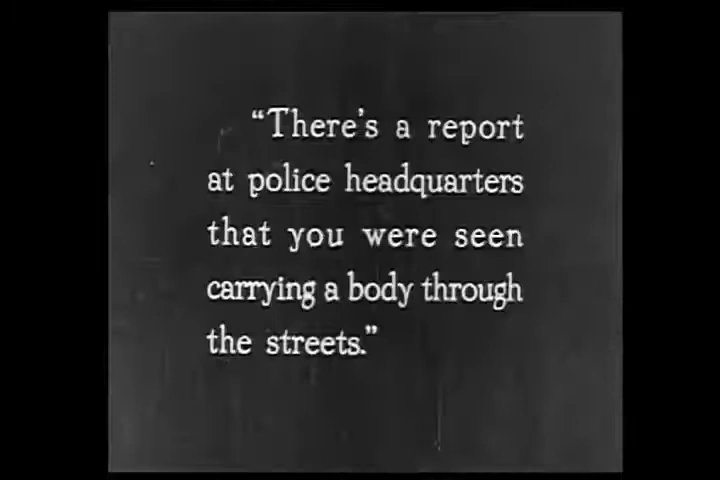 “There’s a report
at police headquarters
that you were seen
carrying a body through
the streets.”